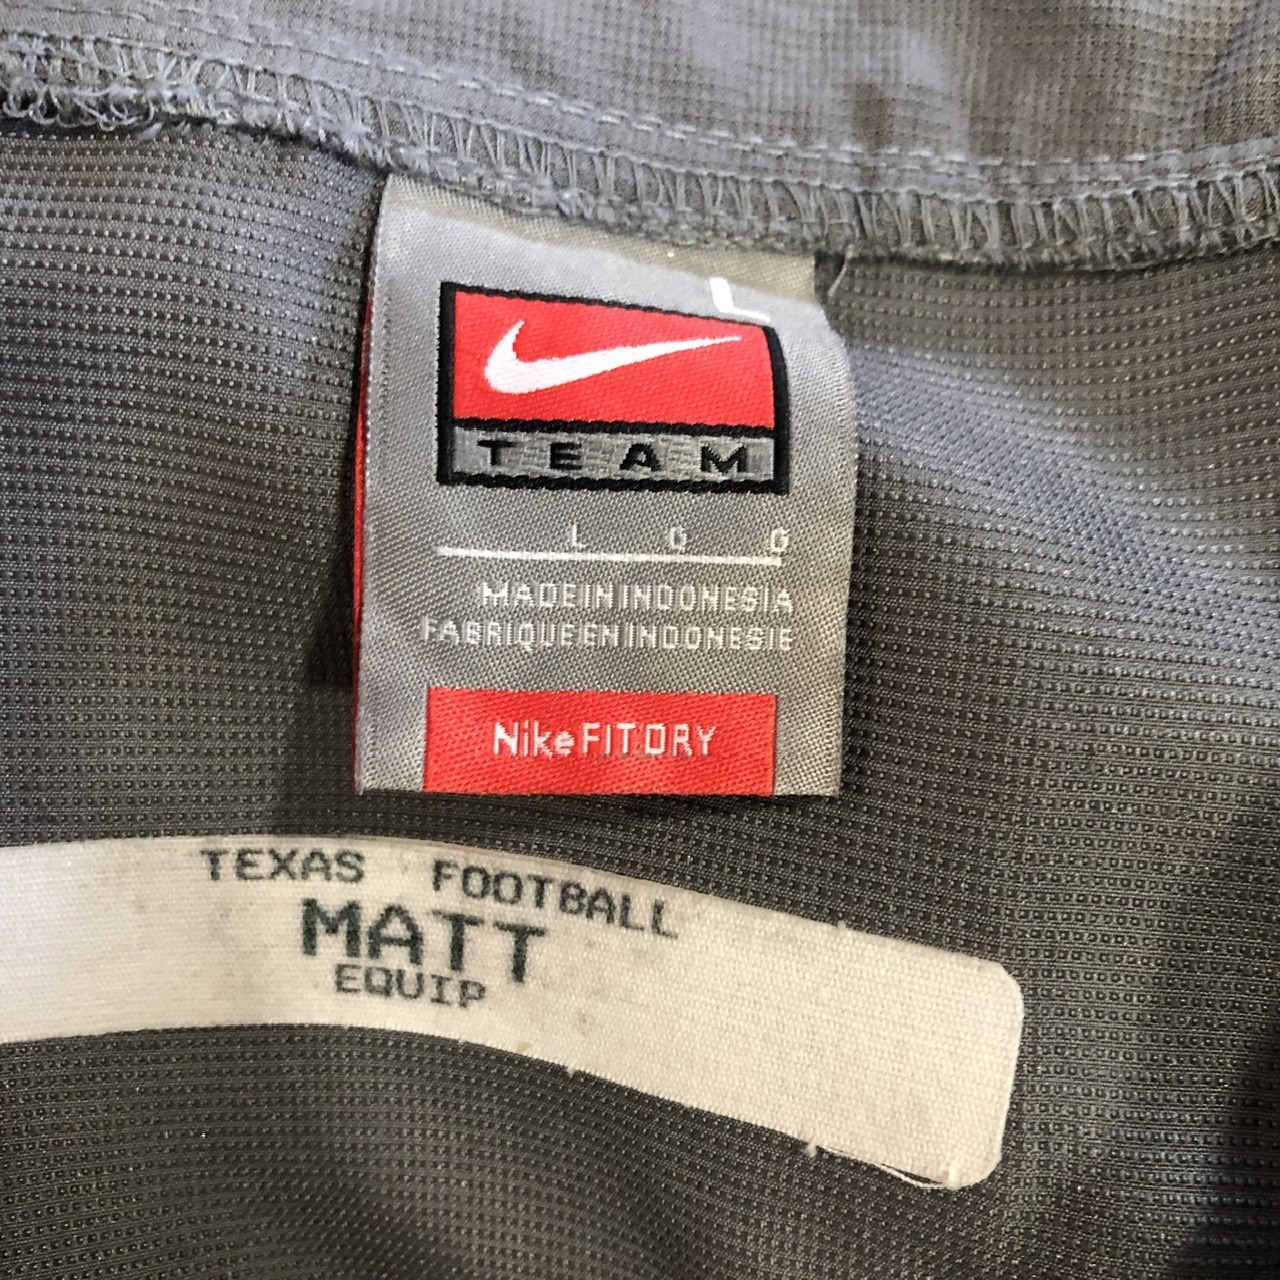 L
TEAM
L G G
MADE IN INDONESIA
FABRIQUE EN INDONESIE
Nike FIT DRY
TEXAS FOOTBALL
MATT
EQUIP